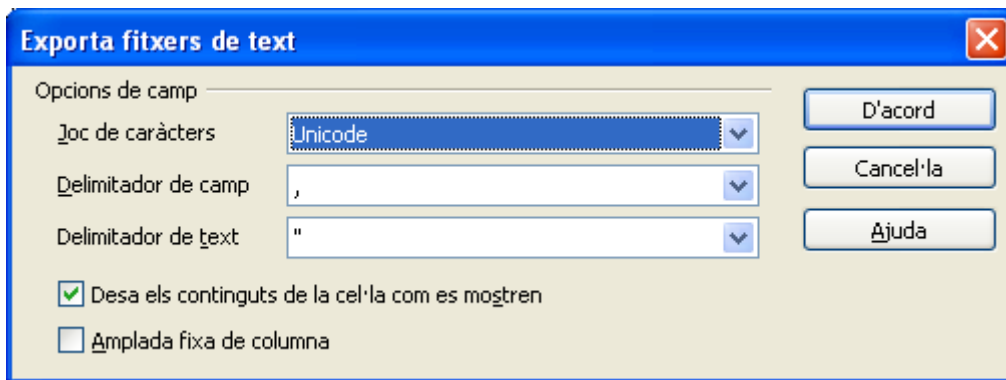 Exporta fitxers de text
Opcions de camp
Joc de caràcters
Unicode
Delimitador de camp
,
Delimitador de text
"
Desa els continguts de la cel·la com es mostren
Amplada fixa de columna
D'acord
Cancel·la
Ajuda